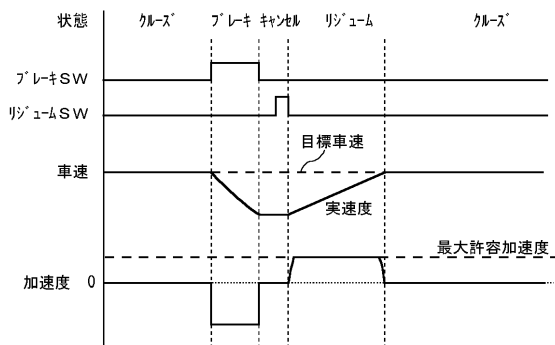 状態 ｸﾙｰｽﾞ ﾌﾞﾚｰｷ ｷｬﾝｾﾙ ﾘｼﾞｭｰﾑ ｸﾙｰｽﾞ
ﾌﾞﾚｰｷＳＷ
ﾘｼﾞｭｰﾑＳＷ
目標車速
車速
実速度
最大許容加速度
加速度 0